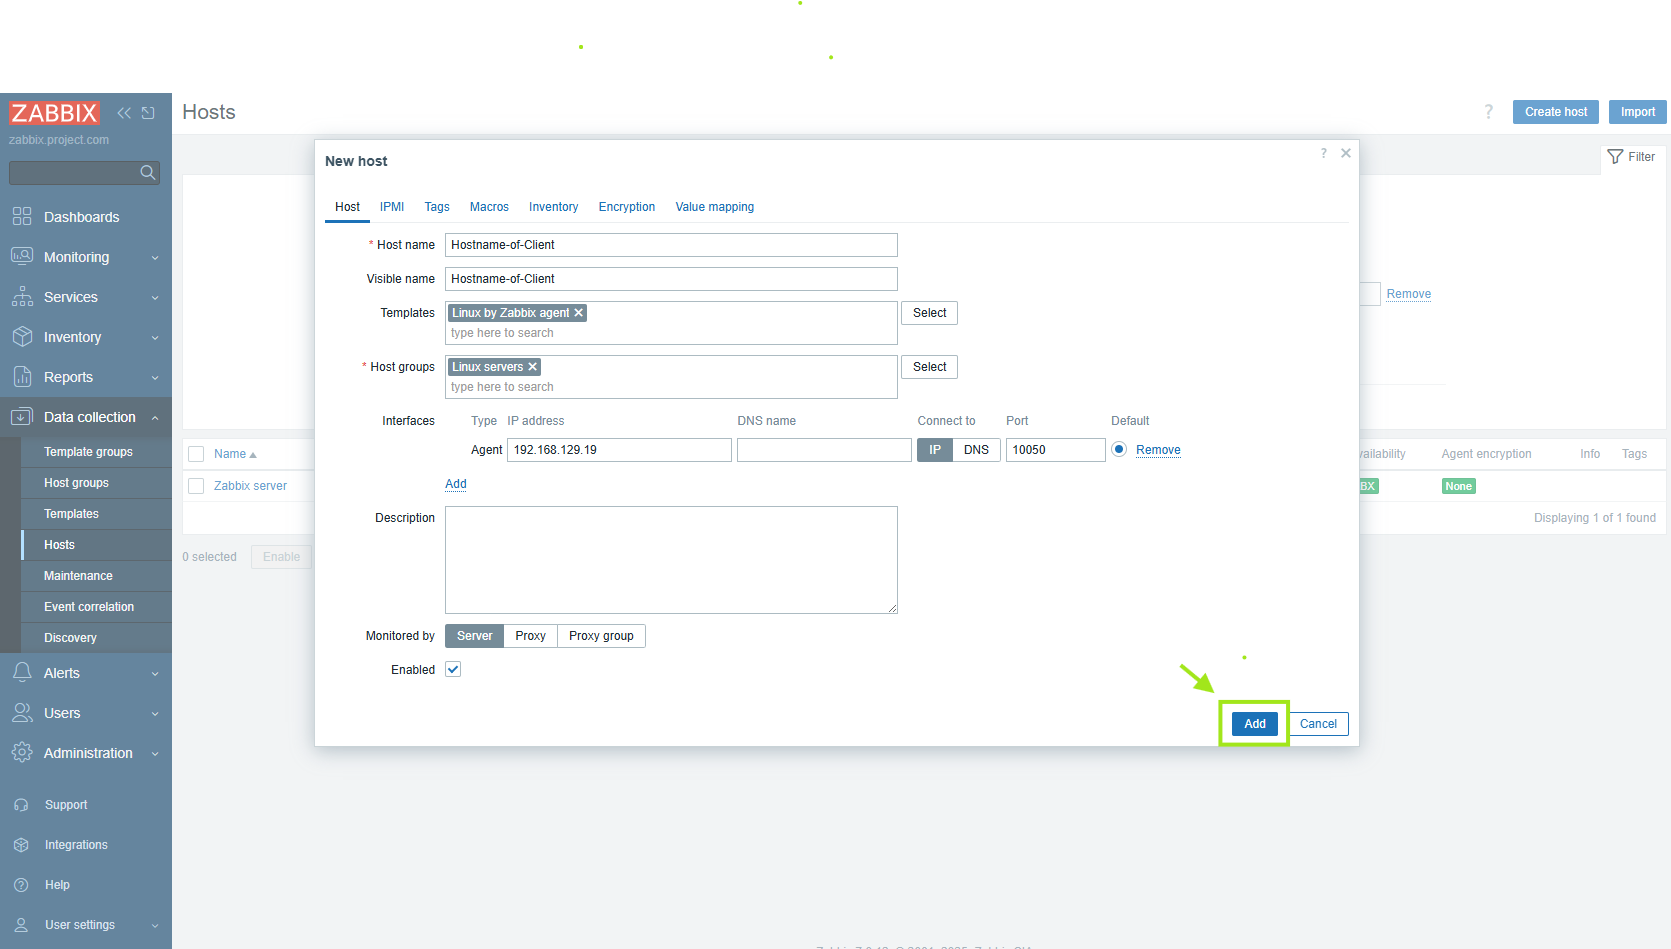 ZABBIX
zabbix.project.com
Dashboards
Monitoring
Services
Inventory
Reports
Data collection
Template groups
Host groups
Templates
Hosts
Maintenance
Event correlation
Discovery
Alerts
Users
Administration
Support
Integrations
Help
User settings
Hosts
? Create host Import
Filter
Remove
Name
Zabbix server
0 selected Enable
Agent encryption Info Tags
None
Displaying 1 of 1 found
New host ?
Host IPMI Tags Macros Inventory Encryption Value mapping
* Host name Hostname-of-Client
Visible name Hostname-of-Client
Templates Linux by Zabbix agent Select
type here to search
* Host groups Linux servers Select
type here to search
Interfaces Type IP address DNS name Connect to Port Default
Agent 192.168.129.19 IP DNS 10050 Remove
Add
Description
Monitored by Server Proxy Proxy group
Enabled
Add Cancel